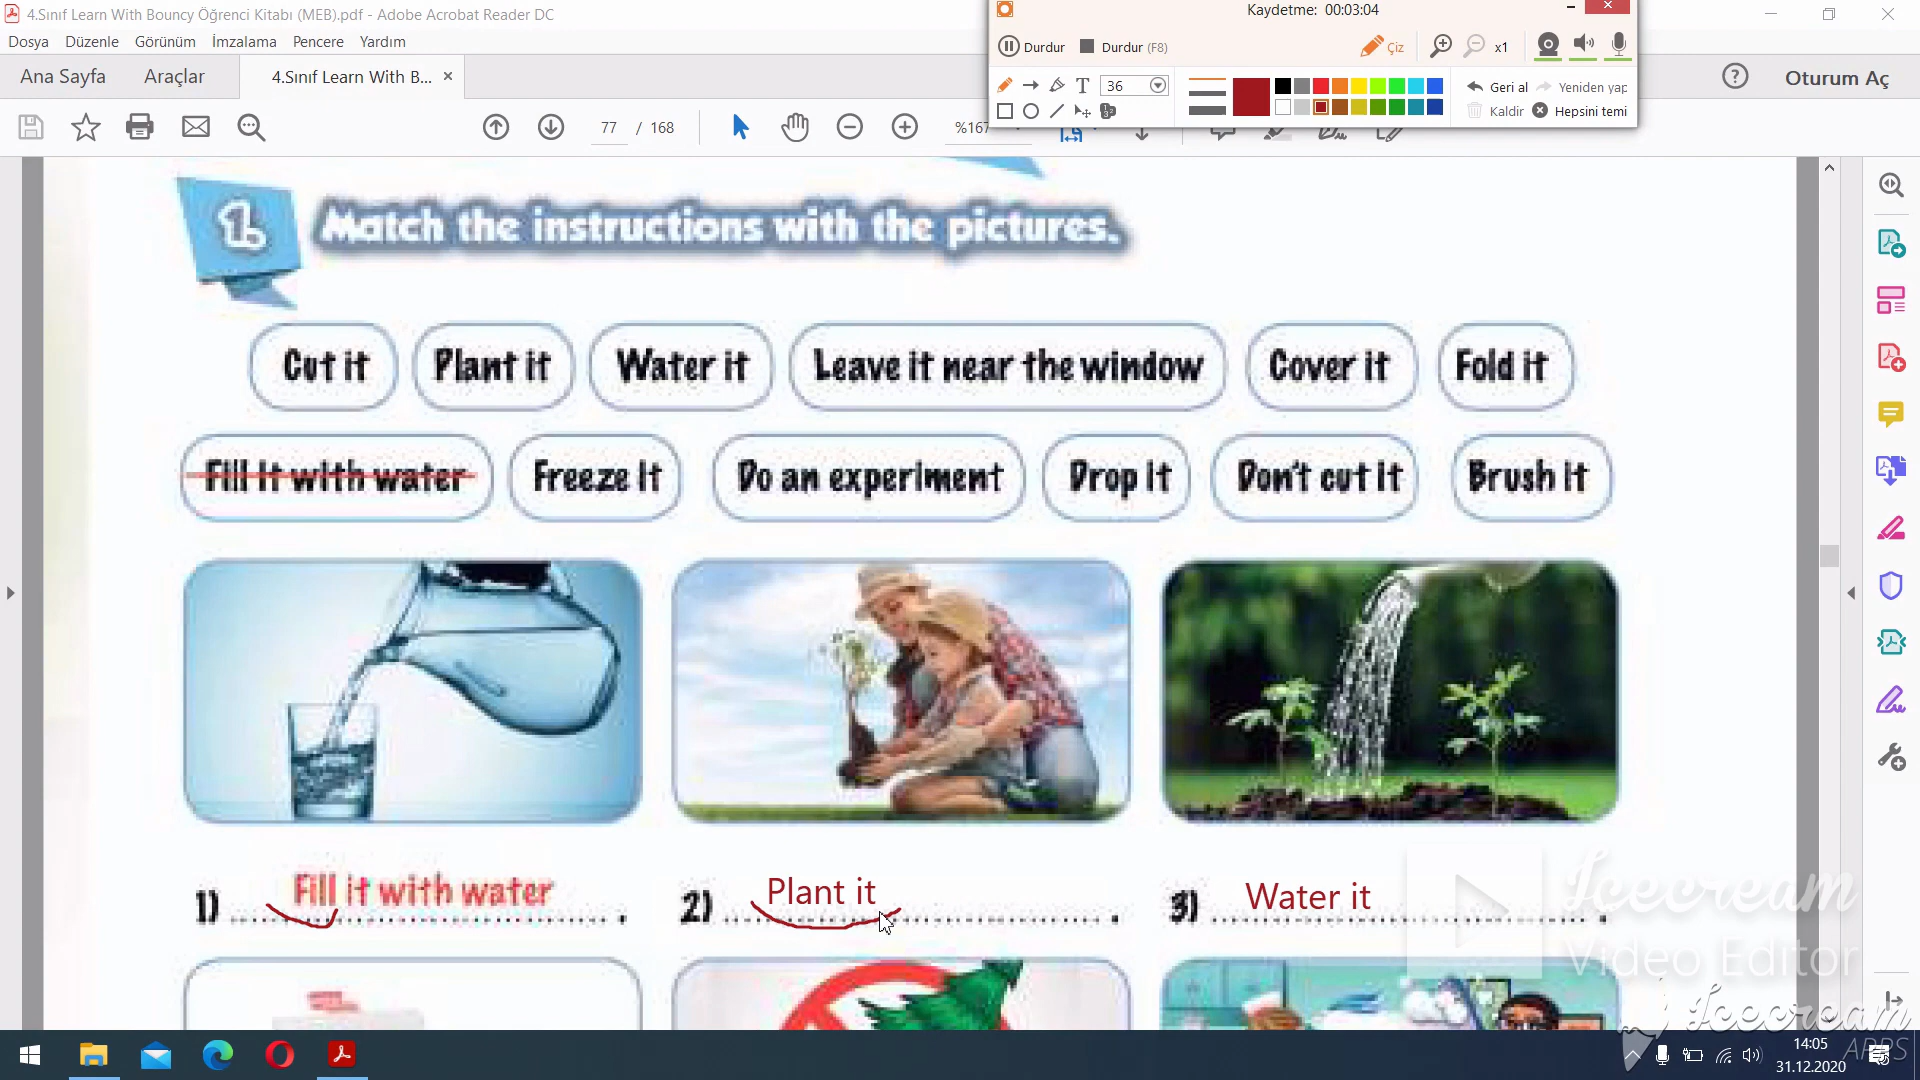 4.Sınıf Learn With Bouncy Öğrenci Kitabı (MEB).pdf - Adobe Acrobat Reader DC
Kaydetme: 00:03:04
Dosya Düzenle Görünüm İmzalama Pencere Yardım
Durdur Durdur (F8) Çiz x1
Ana Sayfa Araçlar 4.Sınıf Learn With B... Oturum Aç
T 36 Geri al Yeniden yap
Kaldir Hepsini temi
77 / 168 %167
1. Match the instructions with the pictures.
Cut it Plant it Water it Leave it near the window Cover it Fold it
Fill it with water Freeze it Do an experiment Drop it Don't cut it Brush it
1) Fill it with water . 2) Plant it . 3) Water it .
Icecream
Video Editor
Icecream
APPS
14:05
31.12.2020